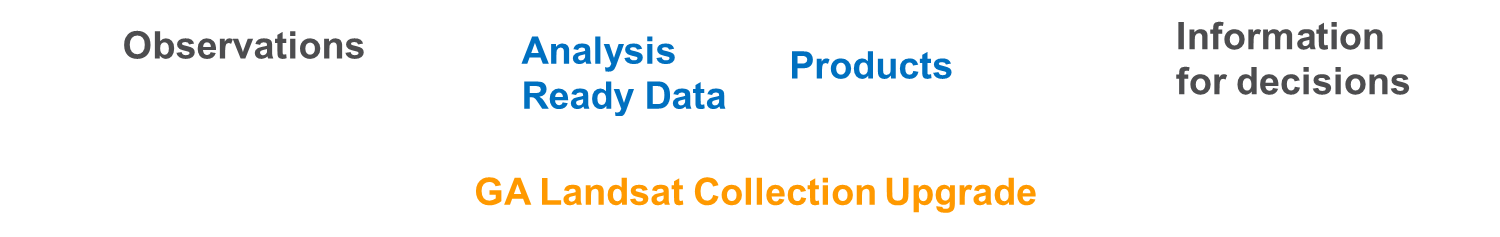 Observations
Analysis
Ready Data
Products
Information
for decisions
GA Landsat Collection Upgrade